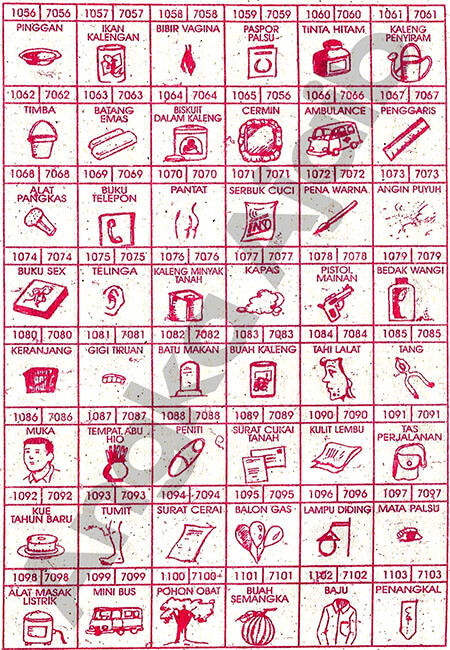 1056 7056 1057 7057 1058 7058 1059 7059 1060 7060 1061 7061
PINGGAN IKAN KALENGAN BIBIR VAGINA PASPOR PALSU TINTA HITAM KALENG PENYIRAM
1062 7062 1063 7063 1064 7064 1065 7056 1066 7066 1067 7067
TIMBA BATANG EMAS BISKUIT DALAM KALENG CERMIN AMBULANCE PENGGARIS
1068 7068 1069 7069 1070 7070 1071 7071 1072 7072 1073 7073
ALAT PANGKAS BUKU TELEPON PANTAT SERBUK CUCI PENA WARNA ANGIN PUYUH
1074 7074 1075 7075 1076 7076 1077 7077 1078 7078 1079 7079
BUKU SEX TELINGA KALENG MINYAK TANAH KAPAS PISTOL MAINAN BEDAK WANGI
1080 7080 1081 7081 1082 7082 1083 7083 1084 7084 1085 7085
KERANJANG GIGI TIRUAN BATU MAKAN BUAH KALENG TAHI LALAT TANG
1086 7086 1087 7087 1088 7088 1089 7089 1090 7090 1091 7091
MUKA TEMPAT ABU HIO PENITI SURAT CUKAI TANAH KULIT LEMBU TAS PERJALANAN
1092 7092 1093 7093 1094 7094 1095 7095 1096 7096 1097 7097
KUE TAHUN BARU TUMIT SURAT CERAI BALON GAS LAMPU DIDING MATA PALSU
1098 7098 1099 7099 1100 7100 1101 7101 1102 7102 1103 7103
ALAT MASAK LISTRIK MINI BUS POHON OBAT BUAH SEMANGKA BAJU PENANGKAL